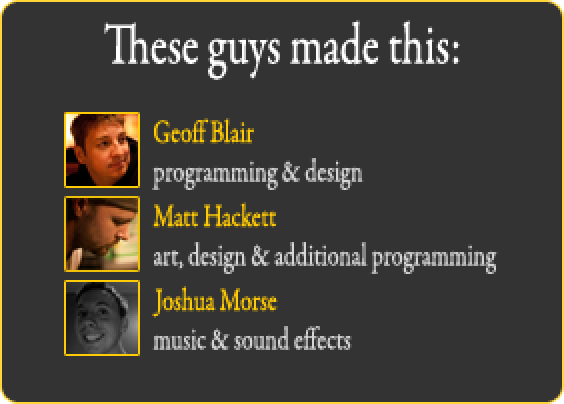 These guys made this:
Geoff Blair
programming & design
Matt Hackett
art, design & additional programming
Joshua Morse
music & sound effects